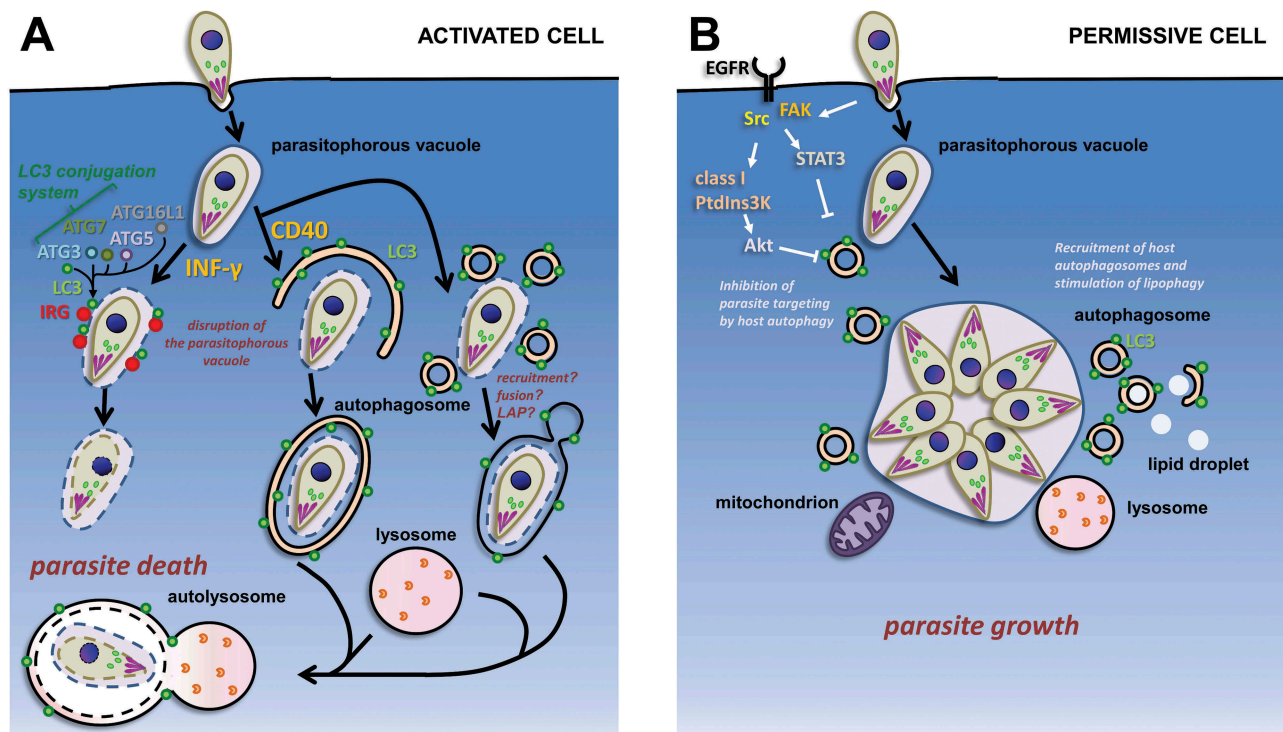 A
ACTIVATED CELL
parasitophorous vacuole
LC3 conjugation
system
ATG16L1
ATG7
ATG5
ATG3
LC3
IRG
INF-γ
CD40
LC3
disruption of
the parasitophorous
vacuole
recruitment?
fusion?
LAP?
autophagosome
lysosome
parasite death
autolysosome
B
PERMISSIVE CELL
EGFR
Src
FAK
STAT3
parasitophorous vacuole
class I
PtdIns3K
Akt
Inhibition of
parasite targeting
by host autophagy
Recruitment of host
autophagosomes and
stimulation of lipophagy
autophagosome
LC3
lipid droplet
mitochondrion
lysosome
parasite growth